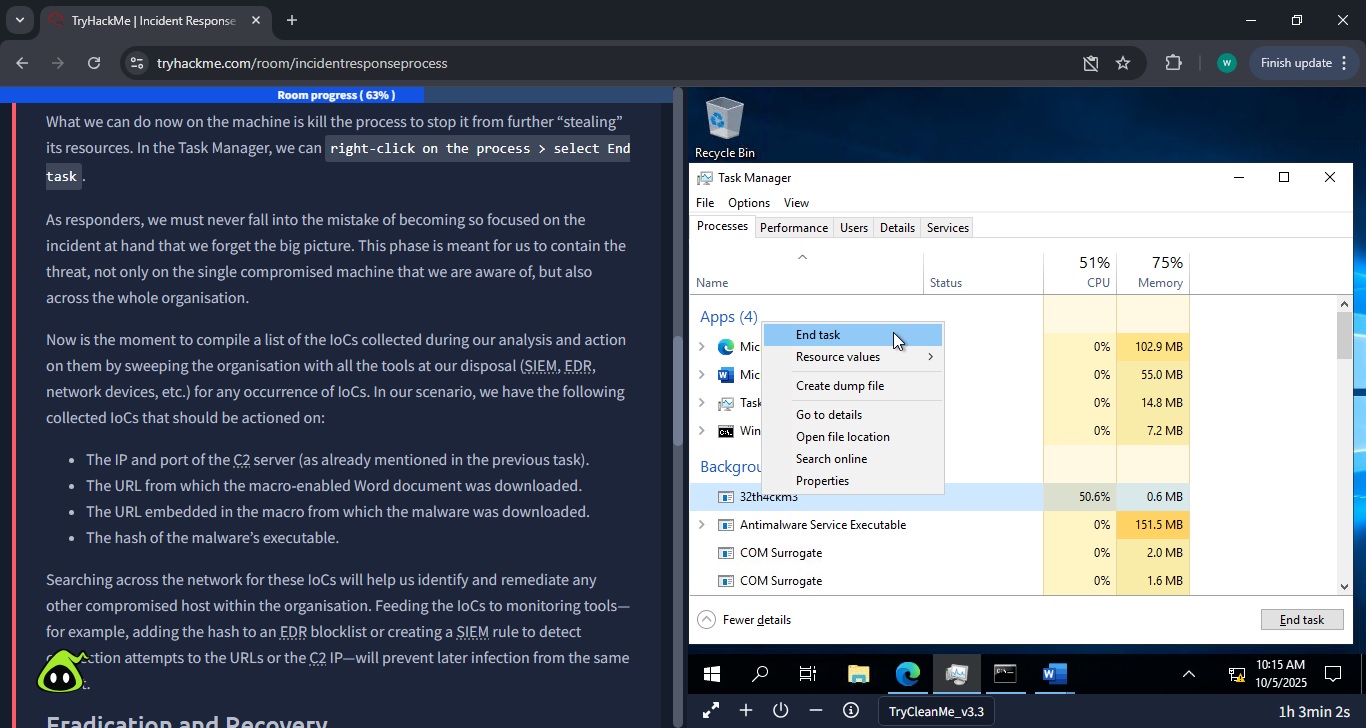 TryHackMe | Incident Response
tryhackme.com/room/incidentresponseprocess
W
Finish update
Room progress ( 63% )
What we can do now on the machine is kill the process to stop it from further “stealing”
its resources. In the Task Manager, we can right-click on the process > select End
task .
As responders, we must never fall into the mistake of becoming so focused on the
incident at hand that we forget the big picture. This phase is meant for us to contain the
threat, not only on the single compromised machine that we are aware of, but also
across the whole organisation.
Now is the moment to compile a list of the IoCs collected during our analysis and action
on them by sweeping the organisation with all the tools at our disposal (SIEM, EDR,
network devices, etc.) for any occurrence of IoCs. In our scenario, we have the following
collected IoCs that should be actioned on:
• The IP and port of the C2 server (as already mentioned in the previous task).
• The URL from which the macro-enabled Word document was downloaded.
• The URL embedded in the macro from which the malware was downloaded.
• The hash of the malware’s executable.
Searching across the network for these IoCs will help us identify and remediate any
other compromised host within the organisation. Feeding the IoCs to monitoring tools—
for example, adding the hash to an EDR blocklist or creating a SIEM rule to detect
attempts to the URLs or the C2 IP—will prevent later infection from the same
Eradication and Recovery
Recycle Bin
Task Manager
File Options View
Processes Performance Users Details Services
51% 75%
Name Status CPU Memory
Apps (4)
End task
Resource values
Create dump file
Go to details
Open file location
Search online
Properties
Mic 0% 102.9 MB
Mic 0% 55.0 MB
Task 0% 14.8 MB
Win 0% 7.2 MB
Backgrou
32th4ckm3 50.6% 0.6 MB
Antimalware Service Executable 0% 151.5 MB
COM Surrogate 0% 2.0 MB
COM Surrogate 0% 1.6 MB
Fewer details End task
10:15 AM
10/5/2025
TryCleanMe_v3.3 1h 3min 2s